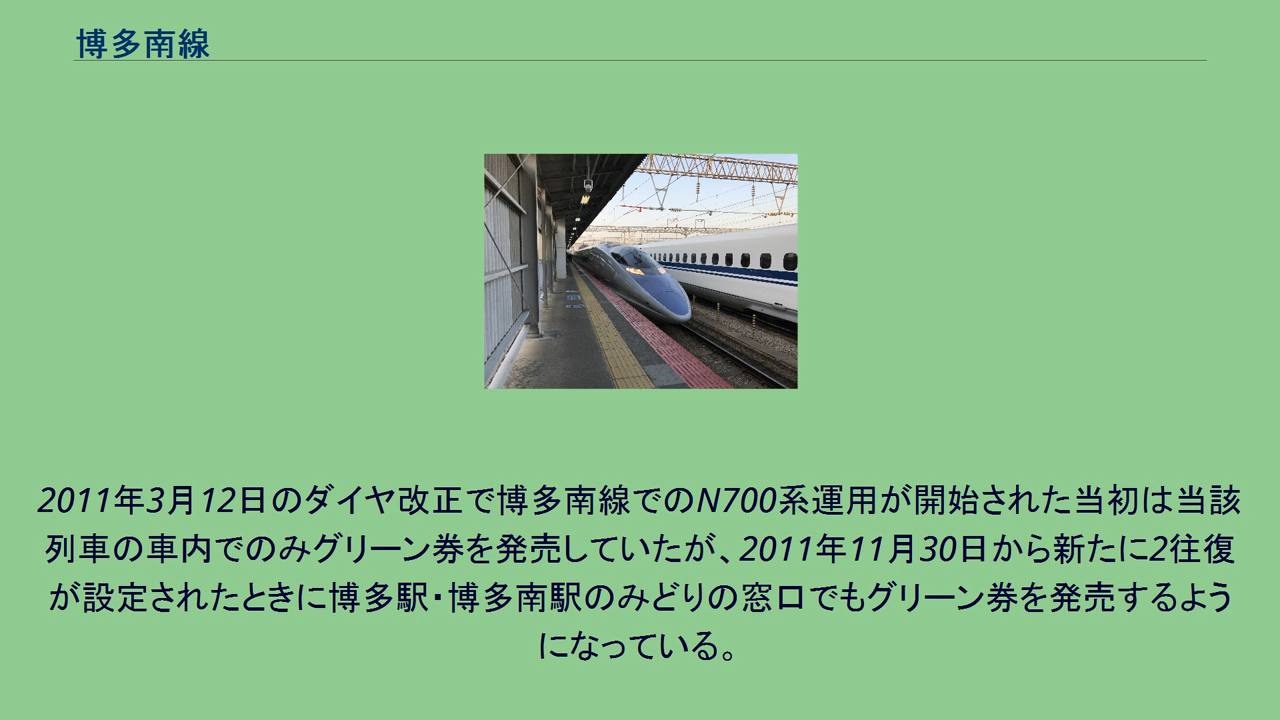 博多南線
2011年3月12日のダイヤ改正で博多南線でのN700系運用が開始された当初は当該
列車の車内でのみグリーン券を発売していたが、2011年11月30日から新たに2往復
が設定されたときに博多駅・博多南駅のみどりの窓口でもグリーン券を発売するよう
になっている。